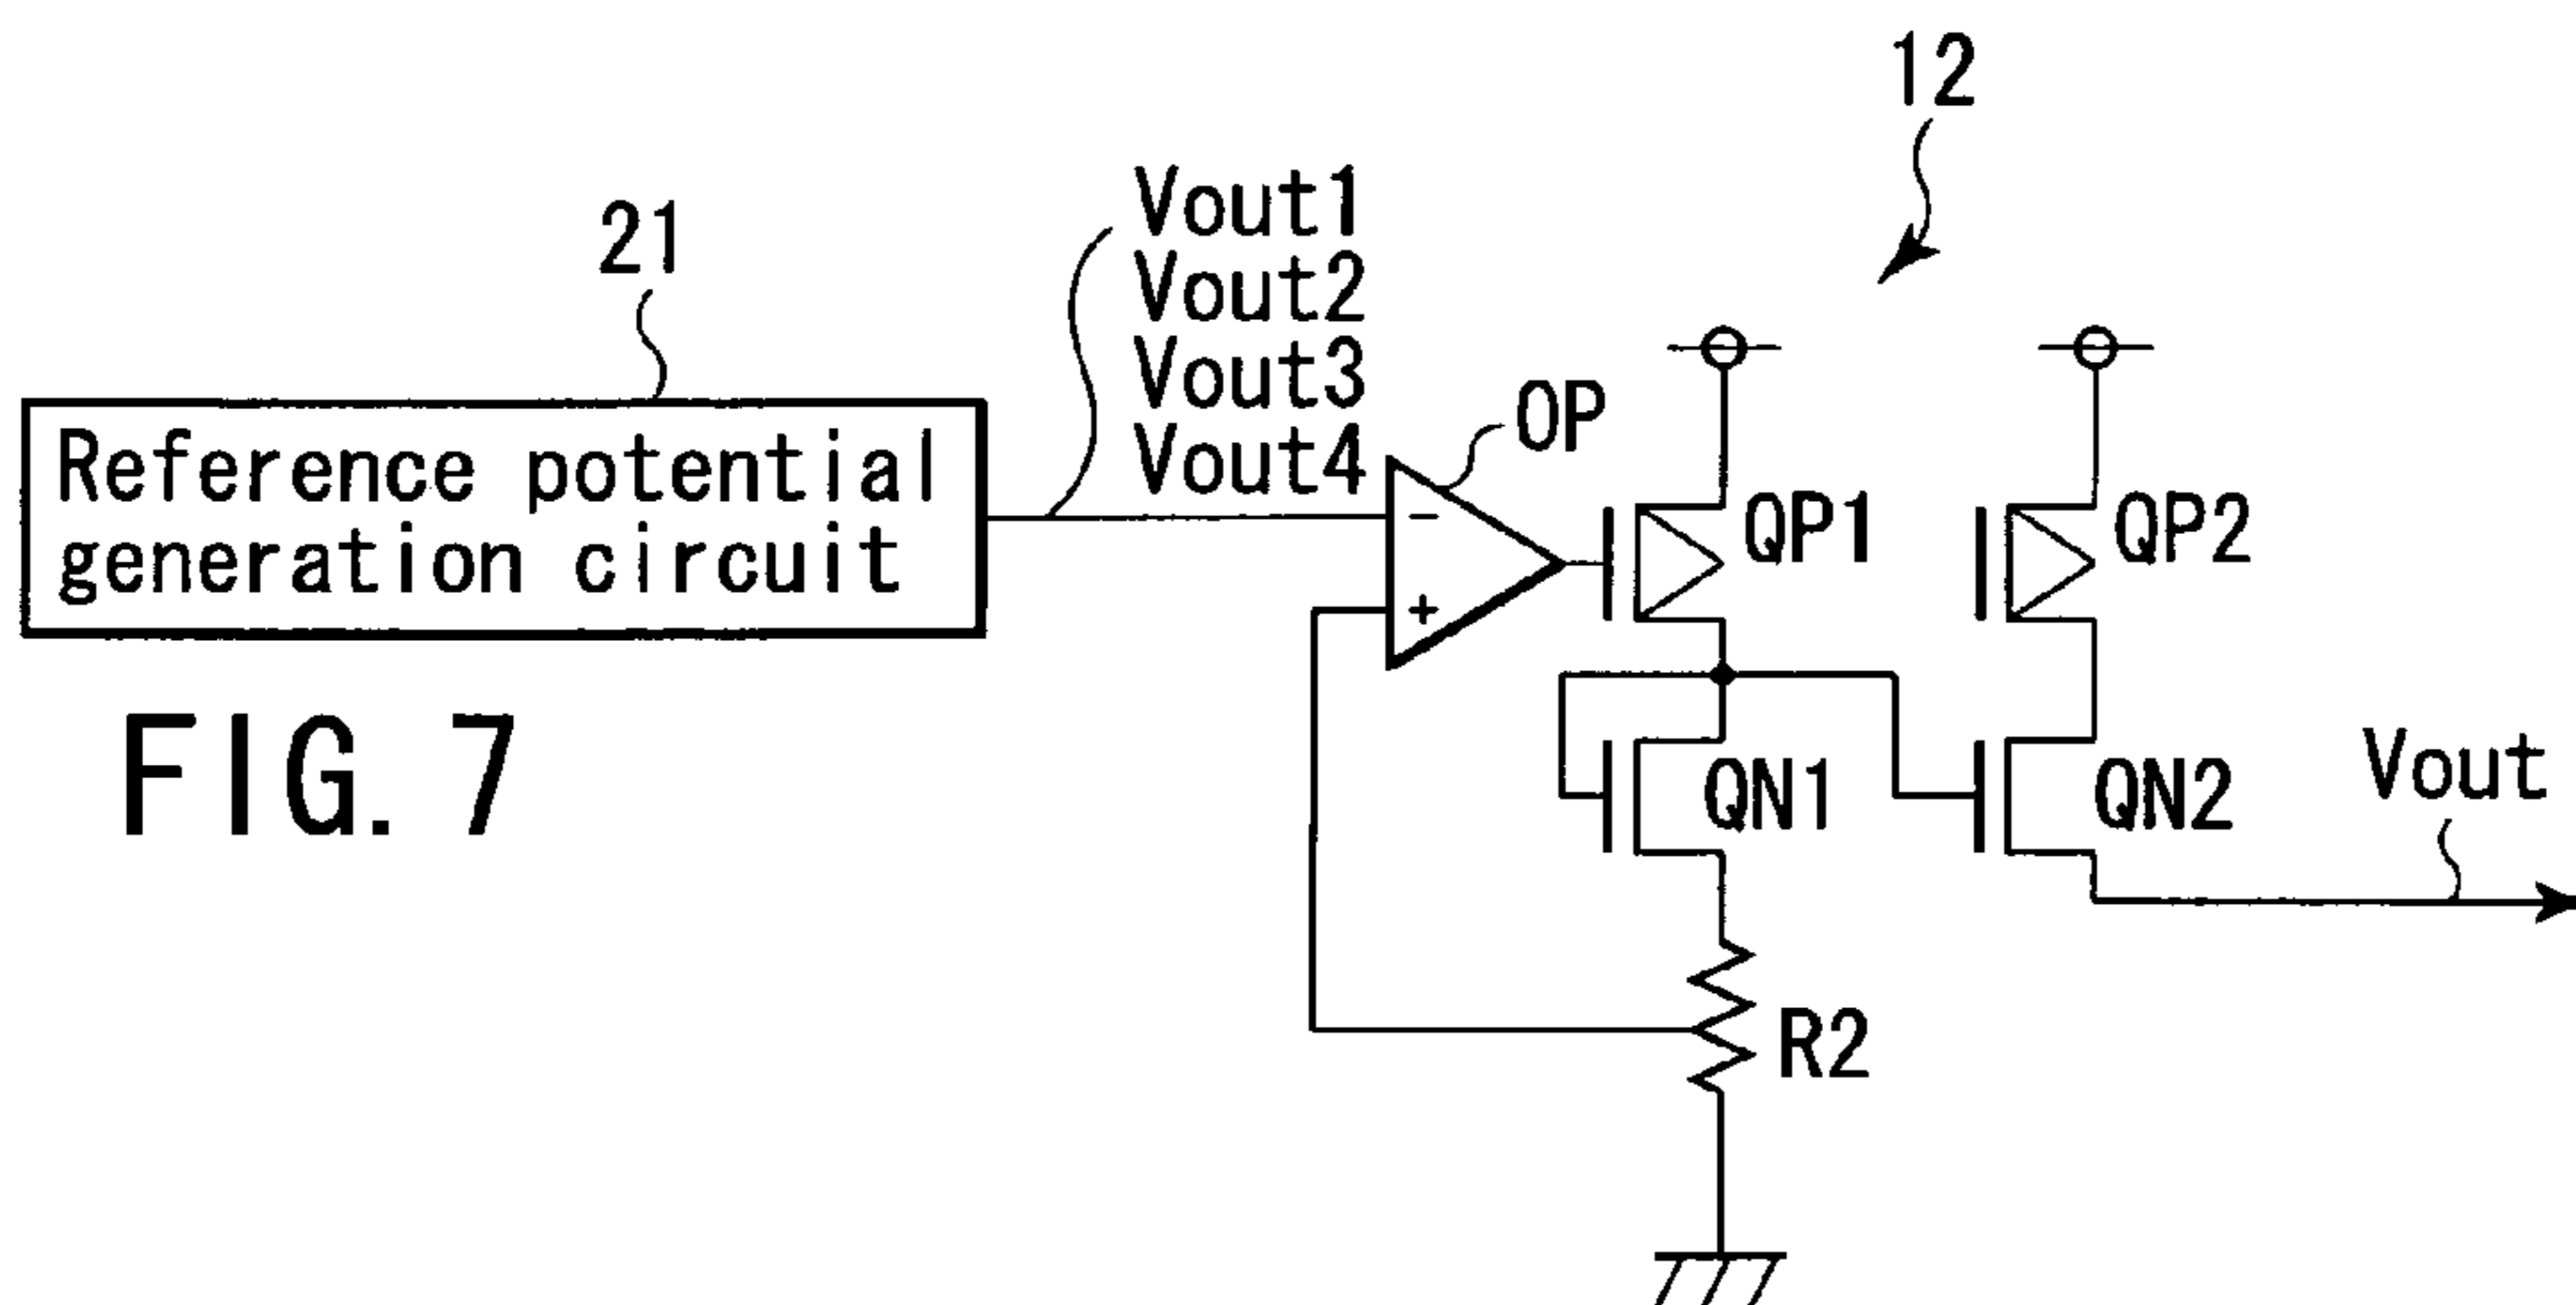 12
21
Vout1
Vout2
Vout3
Vout4
OP
Reference potential
generation circuit
-
+
QP1
QP2
QN1
QN2
Vout
R2
FIG. 7